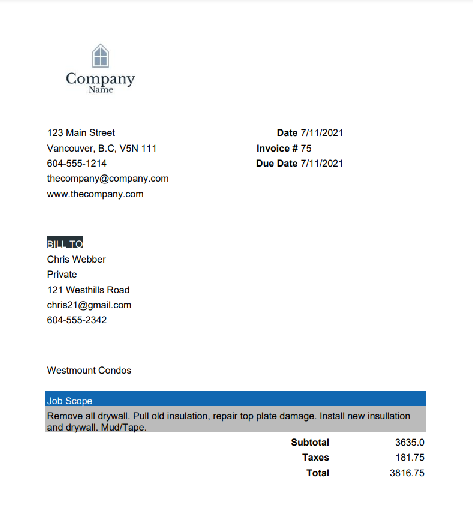 Company
Name
123 Main Street
Vancouver, B.C, V5N 111
604-555-1214
thecompany@company.com
www.thecompany.com
Date 7/11/2021
Invoice # 75
Due Date 7/11/2021
BILL TO
Chris Webber
Private
121 Westhills Road
chris21@gmail.com
604-555-2342
Westmount Condos
Job Scope
Remove all drywall. Pull old insulation, repair top plate damage. Install new insullation
and drywall. Mud/Tape.
Subtotal 3635.0
Taxes 181.75
Total 3816.75